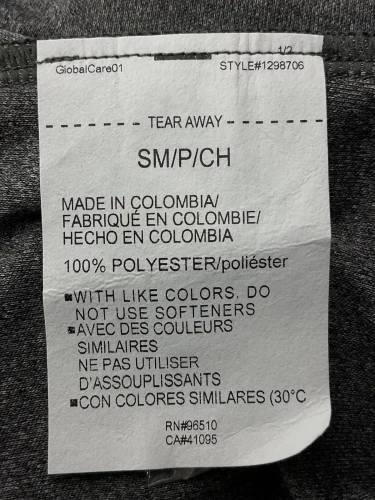 1/2
GlobalCare01 STYLE#1298706
TEAR AWAY
SM/P/CH
MADE IN COLOMBIA/
FABRIQUÉ EN COLOMBIE/
HECHO EN COLOMBIA
100% POLYESTER/poliéster
■WITH LIKE COLORS. DO
NOT USE SOFTENERS
■AVEC DES COULEURS
SIMILAIRES
NE PAS UTILISER
D'ASSOUPLISSANTS
■CON COLORES SIMILARES (30°C
RN#96510
CA#41095